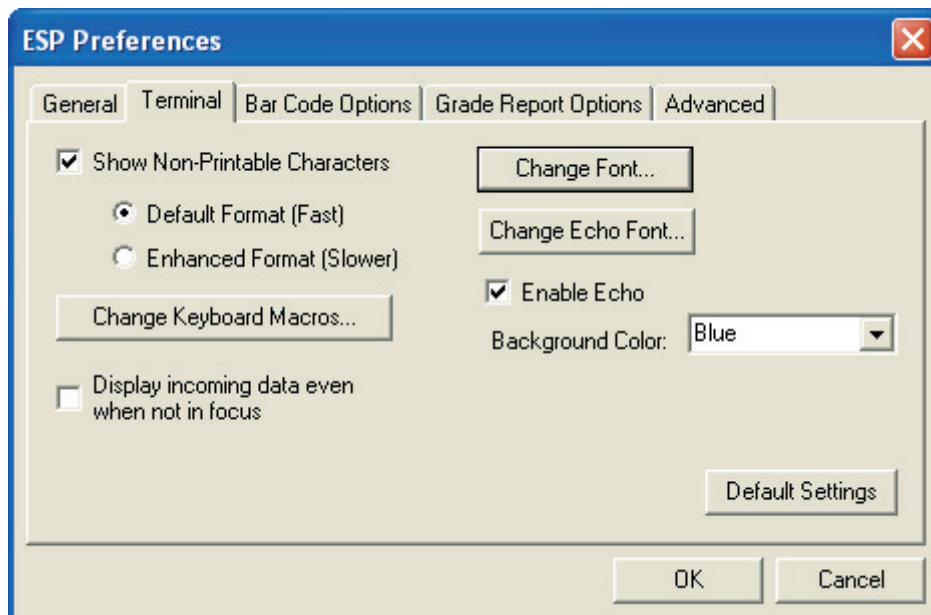 ESP Preferences
General Terminal Bar Code Options Grade Report Options Advanced
Show Non-Printable Characters
Default Format (Fast)
Enhanced Format (Slower)
Change Keyboard Macros...
Display incoming data even
when not in focus
Change Font...
Change Echo Font...
Enable Echo
Background Color: Blue
Default Settings
OK Cancel